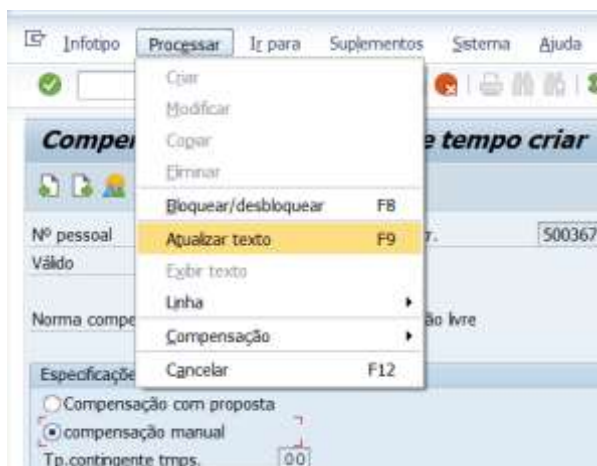 Infotipo Processar Ir para Suplementos Sistema Ajuda
Criar
Modificar
Copiar
Eliminar
Bloquear/desbloquear F8
Atualizar texto F9
Exibir texto
Linha
Compensação
Cancelar F12
Compe e tempo criar
Nº pessoal 500367
Válido
Norma compe ão livre
Especificaçõe
Compensação com proposta
compensação manual
Tp.contingente tmps. 00